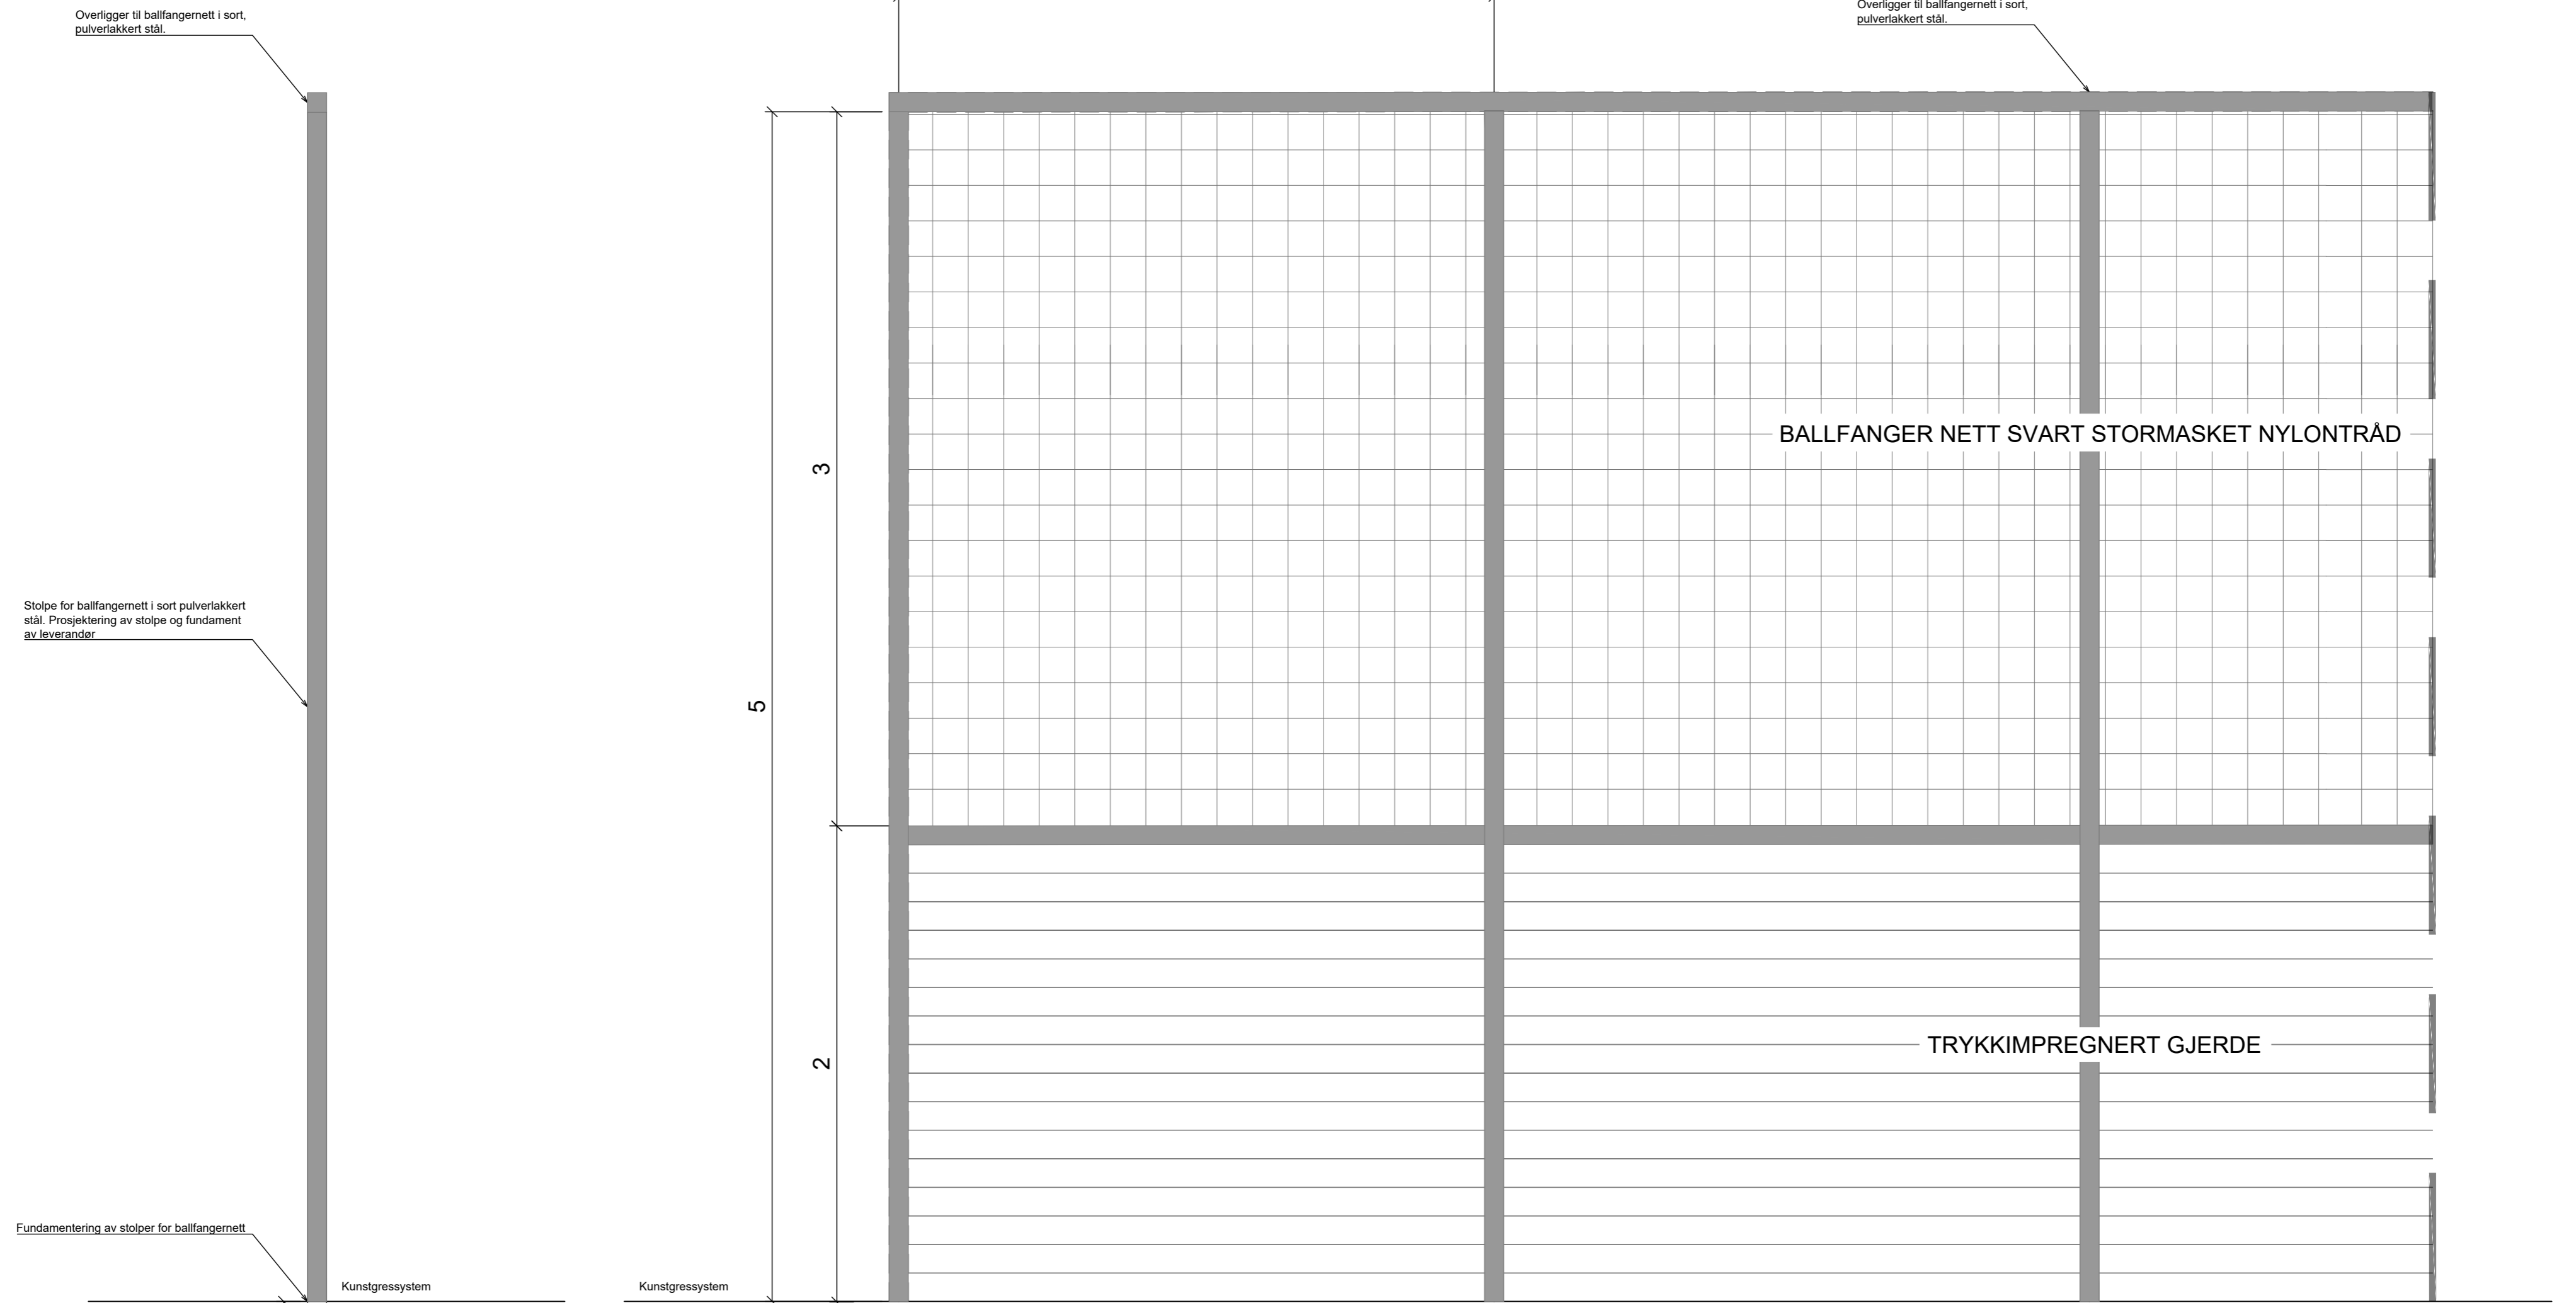 Overligger til ballfangernett i sort,
pulverlakkert stål.
Overligger til ballfangernett i sort,
pulverlakkert stål.
3
BALLFANGER NETT SVART STORMASKET NYLONTRÅD
Stolpe for ballfangernett i sort pulverlakkert
stål. Prosjektering av stolpe og fundament
av leverandør
5
2
TRYKKIMPREGNERT GJERDE
Fundamentering av stolper for ballfangernett
Kunstgressystem
Kunstgressystem